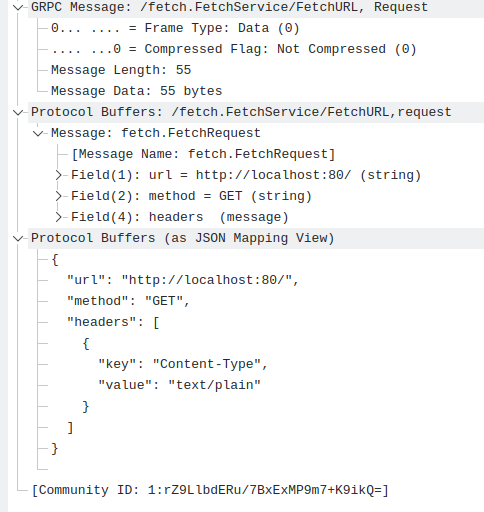 GRPC Message: /fetch.FetchService/FetchURL, Request
0... .... = Frame Type: Data (0)
.... ...0 = Compressed Flag: Not Compressed (0)
Message Length: 55
Message Data: 55 bytes
Protocol Buffers: /fetch.FetchService/FetchURL,request
Message: fetch.FetchRequest
[Message Name: fetch.FetchRequest]
Field(1): url = http://localhost:80/ (string)
Field(2): method = GET (string)
Field(4): headers  (message)
Protocol Buffers (as JSON Mapping View)
{
  "url": "http://localhost:80/",
  "method": "GET",
  "headers": [
    {
      "key": "Content-Type",
      "value": "text/plain"
    }
  ]
}
[Community ID: 1:rZ9LlbdERu/7BxExMP9m7+K9ikQ=]